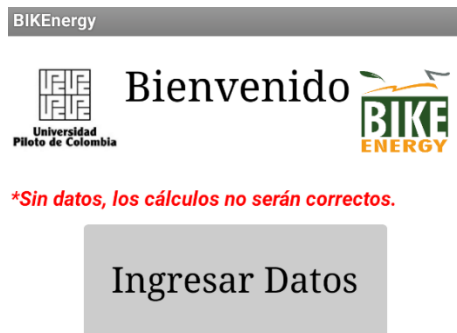 BIKEnergy
Bienvenido
Universidad
Piloto de Colombia
BIKE
ENERGY
*Sin datos, los cálculos no serán correctos.
Ingresar Datos